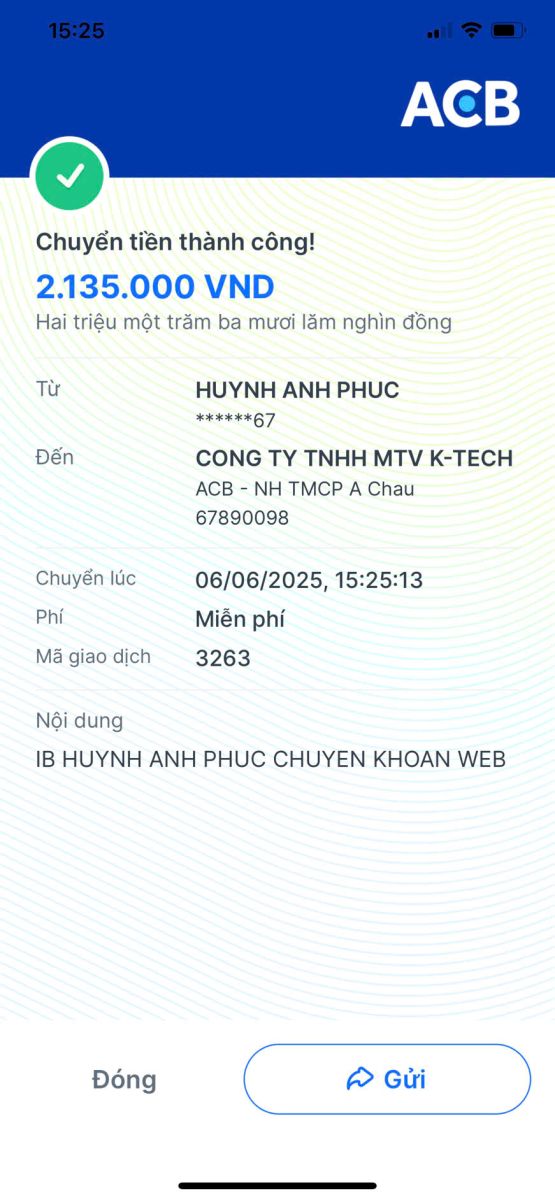 15:25
ACB
Chuyển tiền thành công!
2.135.000 VND
Hai triệu một trăm ba mươi lăm nghìn đồng
Từ HUYNH ANH PHUC
******67
Đến CONG TY TNHH MTV K-TECH
ACB - NH TMCP A Chau
67890098
Chuyển lúc 06/06/2025, 15:25:13
Phí Miễn phí
Mã giao dịch 3263
Nội dung
IB HUYNH ANH PHUC CHUYEN KHOAN WEB
Đóng Gửi